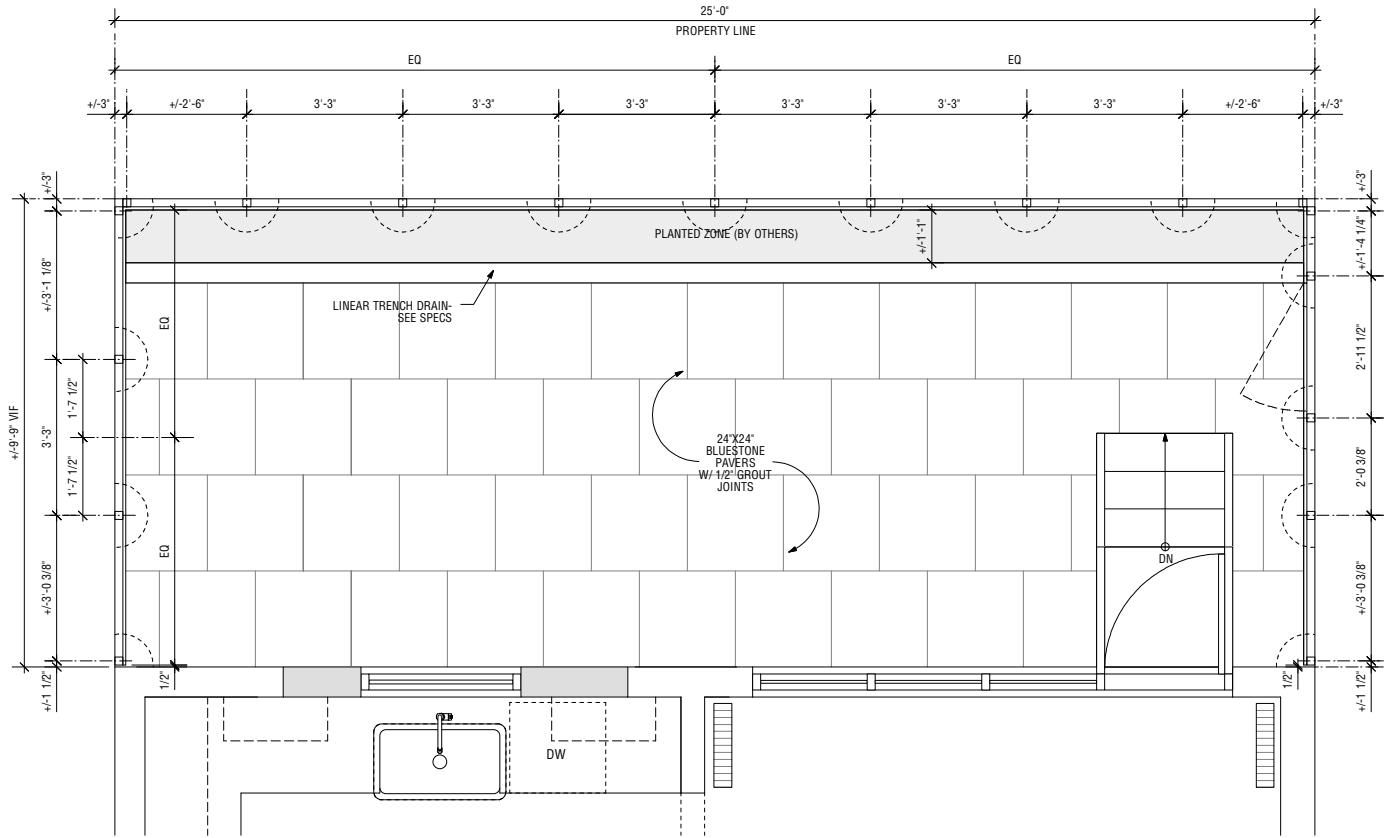 25'-0"
PROPERTY LINE
EQ
EQ
+/-3"
+/-2'-6"
3'-3"
3'-3"
3'-3"
3'-3"
3'-3"
3'-3"
+/-2'-6"
+/-3"
+/-3"
+/-3'-1 1/8"
1'-7 1/2"
3'-3"
1'-7 1/2"
+/-9'-9" VIF
+/-3'-0 3/8"
+/-1 1/2"
EQ
EQ
1/2"
PLANTED ZONE (BY OTHERS)
+/-1'-1"
LINEAR TRENCH DRAIN-
SEE SPECS
24"X24"
BLUESTONE
PAVERS
W/ 1/2" GROUT
JOINTS
DN
DW
+/-3"
+/-1'-4 1/4"
2'-11 1/2"
2'-0 3/8"
+/-3'-0 3/8"
1/2"
+/-1 1/2"